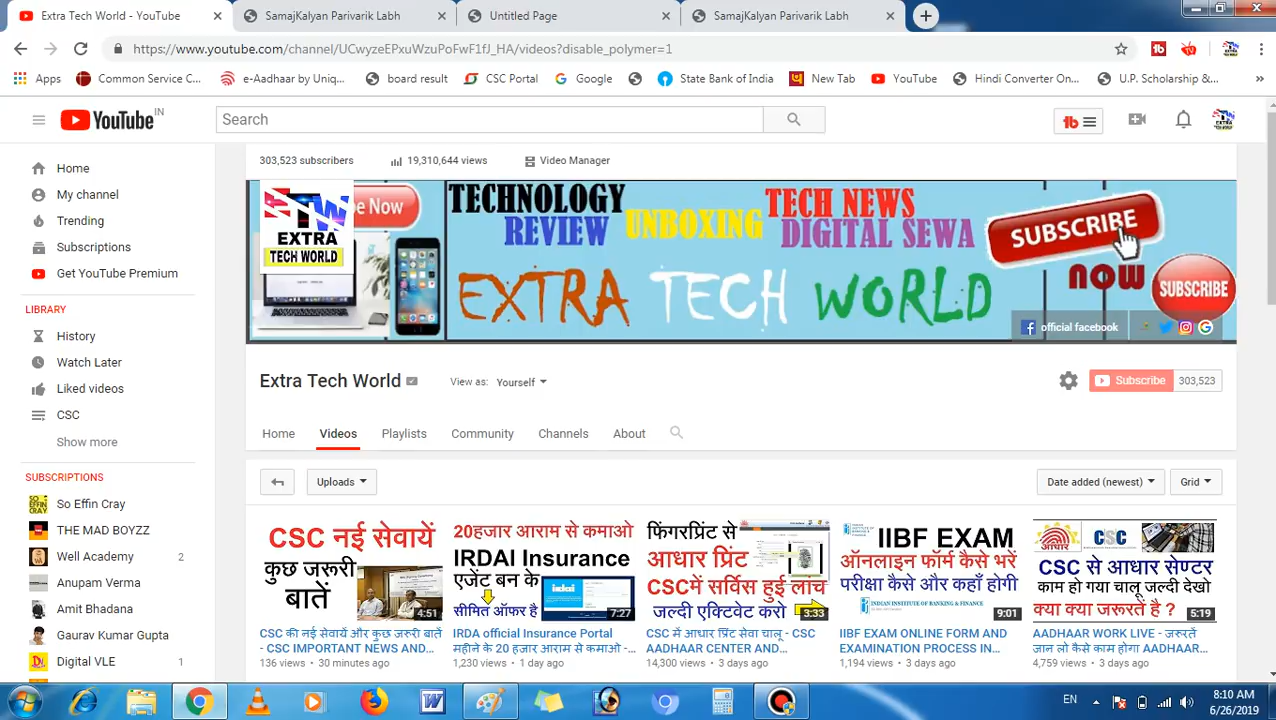 Extra Tech World - YouTube
SamajKalyan Parivarik Labh
Untitled Page
SamajKalyan Parivarik Labh
https://www.youtube.com/channel/UCwyzeEPxuWzuPoFwF1fJ_HA/videos?disable_polymer=1
Apps
Common Service C...
e-Aadhaar by Uniq...
board result
CSC Portal
Google
State Bank of India
New Tab
YouTube
Hindi Converter On...
U.P. Scholarship &...
»
YouTube IN
Search
303,523 subscribers
19,310,644 views
Video Manager
Home
My channel
Trending
Subscriptions
Get YouTube Premium
LIBRARY
History
Watch Later
Liked videos
CSC
Show more
SUBSCRIPTIONS
So Effin Cray
THE MAD BOYZZ
Well Academy 2
Anupam Verma
Amit Bhadana
Gaurav Kumar Gupta
Digital VLE 1
EXTRA
TECH WORLD
be Now
TECHNOLOGY
REVIEW
UNBOXING
TECH NEWS
DIGITAL SEWA
EXTRA TECH WORLD
SUBSCRIBE
NOW
SUBSCRIBE
official facebook
Extra Tech World
View as: Yourself
Subscribe 303,523
Home
Videos
Playlists
Community
Channels
About
Uploads
Date added (newest)
Grid
CSC नई सेवायें
कुछ जरूरी
बातें
4:51
CSC की नई सेवायें और कुछ जरुरी बाते
- CSC IMPORTANT NEWS AND...
136 views • 30 minutes ago
20हजार आराम से कमाओ
IRDAI Insurance
एजेंट बन के
सीमित ऑफर है
7:27
IRDA official Insurance Portal
महीने के 20 हजार आराम से कमाओ -...
1,230 views • 1 day ago
फिंगरप्रिंट से
आधार प्रिंट
CSCमें सर्विस हुई लांच
जल्दी एक्टिवेट करो
3:33
CSC में आधार प्रिंट सेवा चालू - CSC
AADHAAR CENTER AND...
14,300 views • 3 days ago
IIBF EXAM
ऑनलाइन फॉर्म कैसे भरें
परीक्षा कैसे और कहाँ होगी
INDIAN INSTITUTE OF BANKING & FINANCE
9:01
IIBF EXAM ONLINE FORM AND
EXAMINATION PROCESS IN...
1,194 views • 3 days ago
आधार
CSC
CSC से आधार सेण्टर
काम हो गया चालू जल्दी देखो
क्या क्या जरूरते है ?
5:19
AADHAAR WORK LIVE - जरुरतें
जान लो कैसे काम होगा AADHAAR...
4,759 views • 3 days ago
EN
8:10 AM
6/26/2019